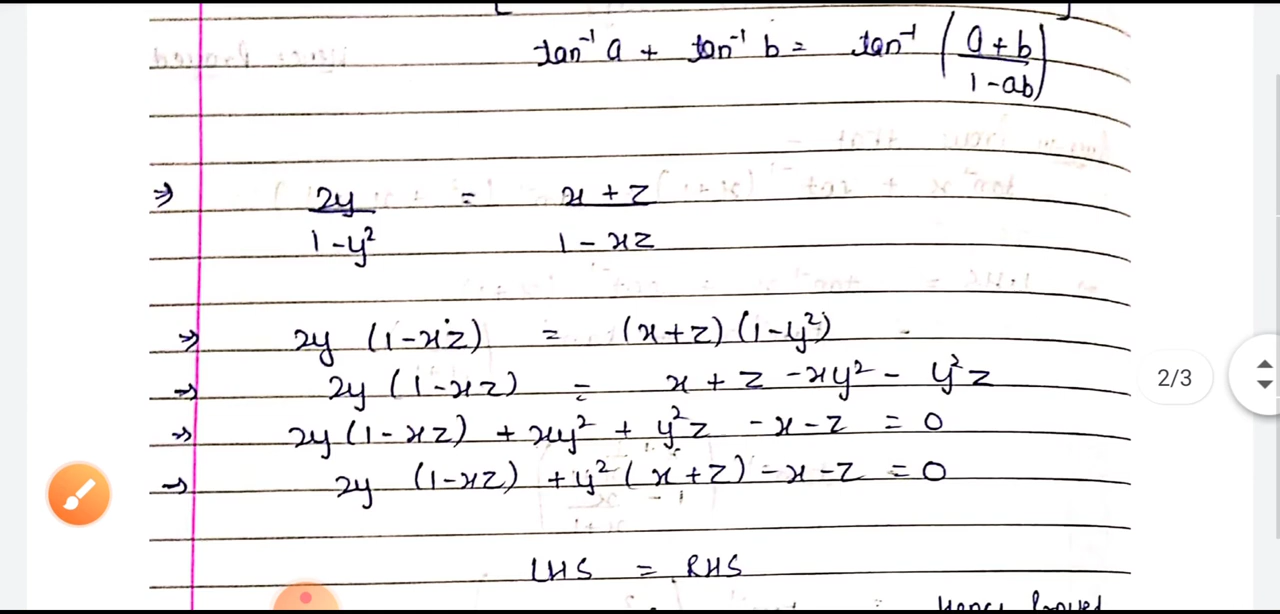 tan⁻¹ a + tan⁻¹ b = tan⁻¹ (a+b / 1-ab)
⇒ 2y / 1-y² = x+z / 1-xz
⇒ 2y (1-xz) = (x+z) (1-y²)
⇒ 2y (1-xz) = x + z - xy² - y²z
⇒ 2y (1-xz) + xy² + y²z - x - z = 0
⇒ 2y (1-xz) + y² (x+z) - x - z = 0
2/3
LHS = RHS
Hence Proved